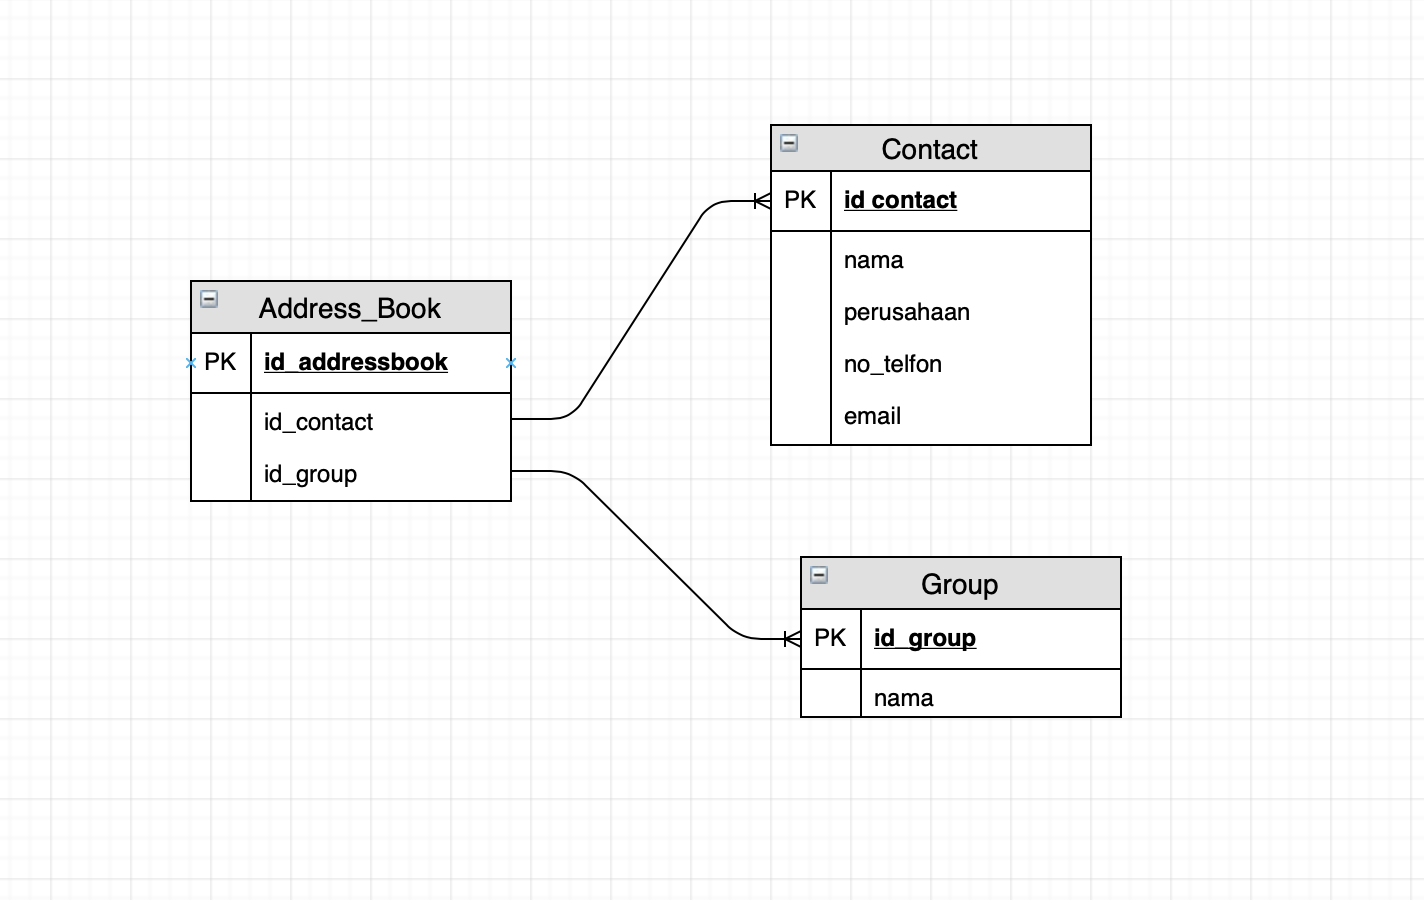 Contact
PK id contact
nama
perusahaan
no_telfon
email
Address_Book
PK id_addressbook
id_contact
id_group
Group
PK id_group
nama